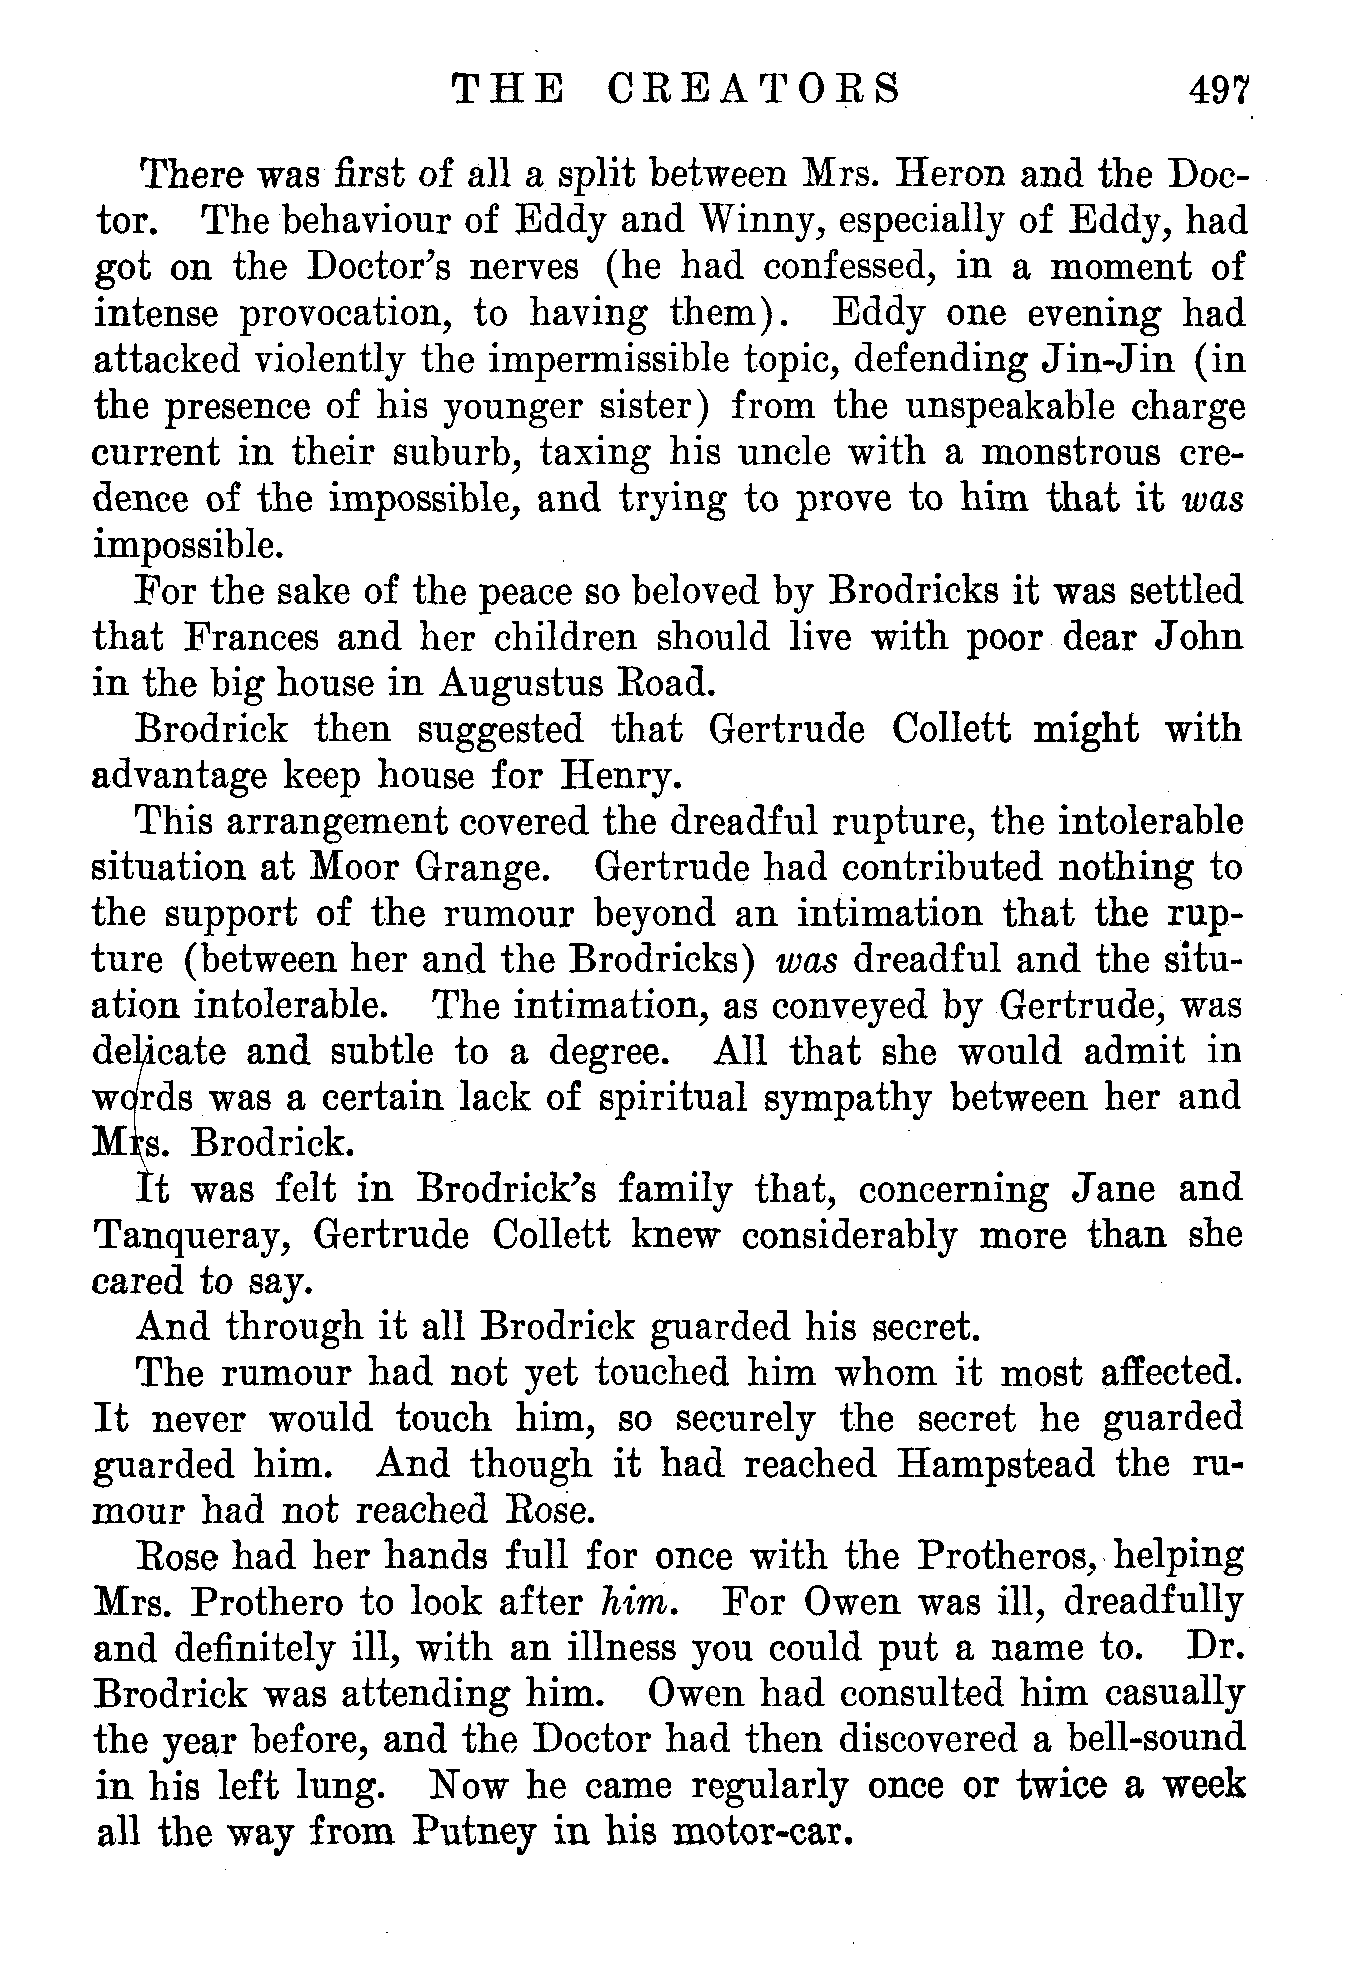 THE CREATORS 497
There was first of all a split between Mrs. Heron and the Doc-
tor. The behaviour of Eddy and Winny, especially of Eddy, had
got on the Doctor's nerves (he had confessed, in a moment of
intense provocation, to having them). Eddy one evening had
attacked violently the impermissible topic, defending Jin-Jin (in
the presence of his younger sister) from the unspeakable charge
current in their suburb, taxing his uncle with a monstrous cre-
dence of the impossible, and trying to prove to him that it was
impossible.
For the sake of the peace so beloved by Brodricks it was settled
that Frances and her children should live with poor dear John
in the big house in Augustus Road.
Brodrick then suggested that Gertrude Collett might with
advantage keep house for Henry.
This arrangement covered the dreadful rupture, the intolerable
situation at Moor Grange. Gertrude had contributed nothing to
the support of the rumour beyond an intimation that the rup-
ture (between her and the Brodricks) was dreadful and the situ-
ation intolerable. The intimation, as conveyed by Gertrude, was
delicate and subtle to a degree. All that she would admit in
words was a certain lack of spiritual sympathy between her and
Mrs. Brodrick.
It was felt in Brodrick's family that, concerning Jane and
Tanqueray, Gertrude Collett knew considerably more than she
cared to say.
And through it all Brodrick guarded his secret.
The rumour had not yet touched him whom it most affected.
It never would touch him, so securely the secret he guarded
guarded him. And though it had reached Hampstead the ru-
mour had not reached Rose.
Rose had her hands full for once with the Protheros, helping
Mrs. Prothero to look after him. For Owen was ill, dreadfully
and definitely ill, with an illness you could put a name to. Dr.
Brodrick was attending him. Owen had consulted him casually
the year before, and the Doctor had then discovered a bell-sound
in his left lung. Now he came regularly once or twice a week
all the way from Putney in his motor-car.